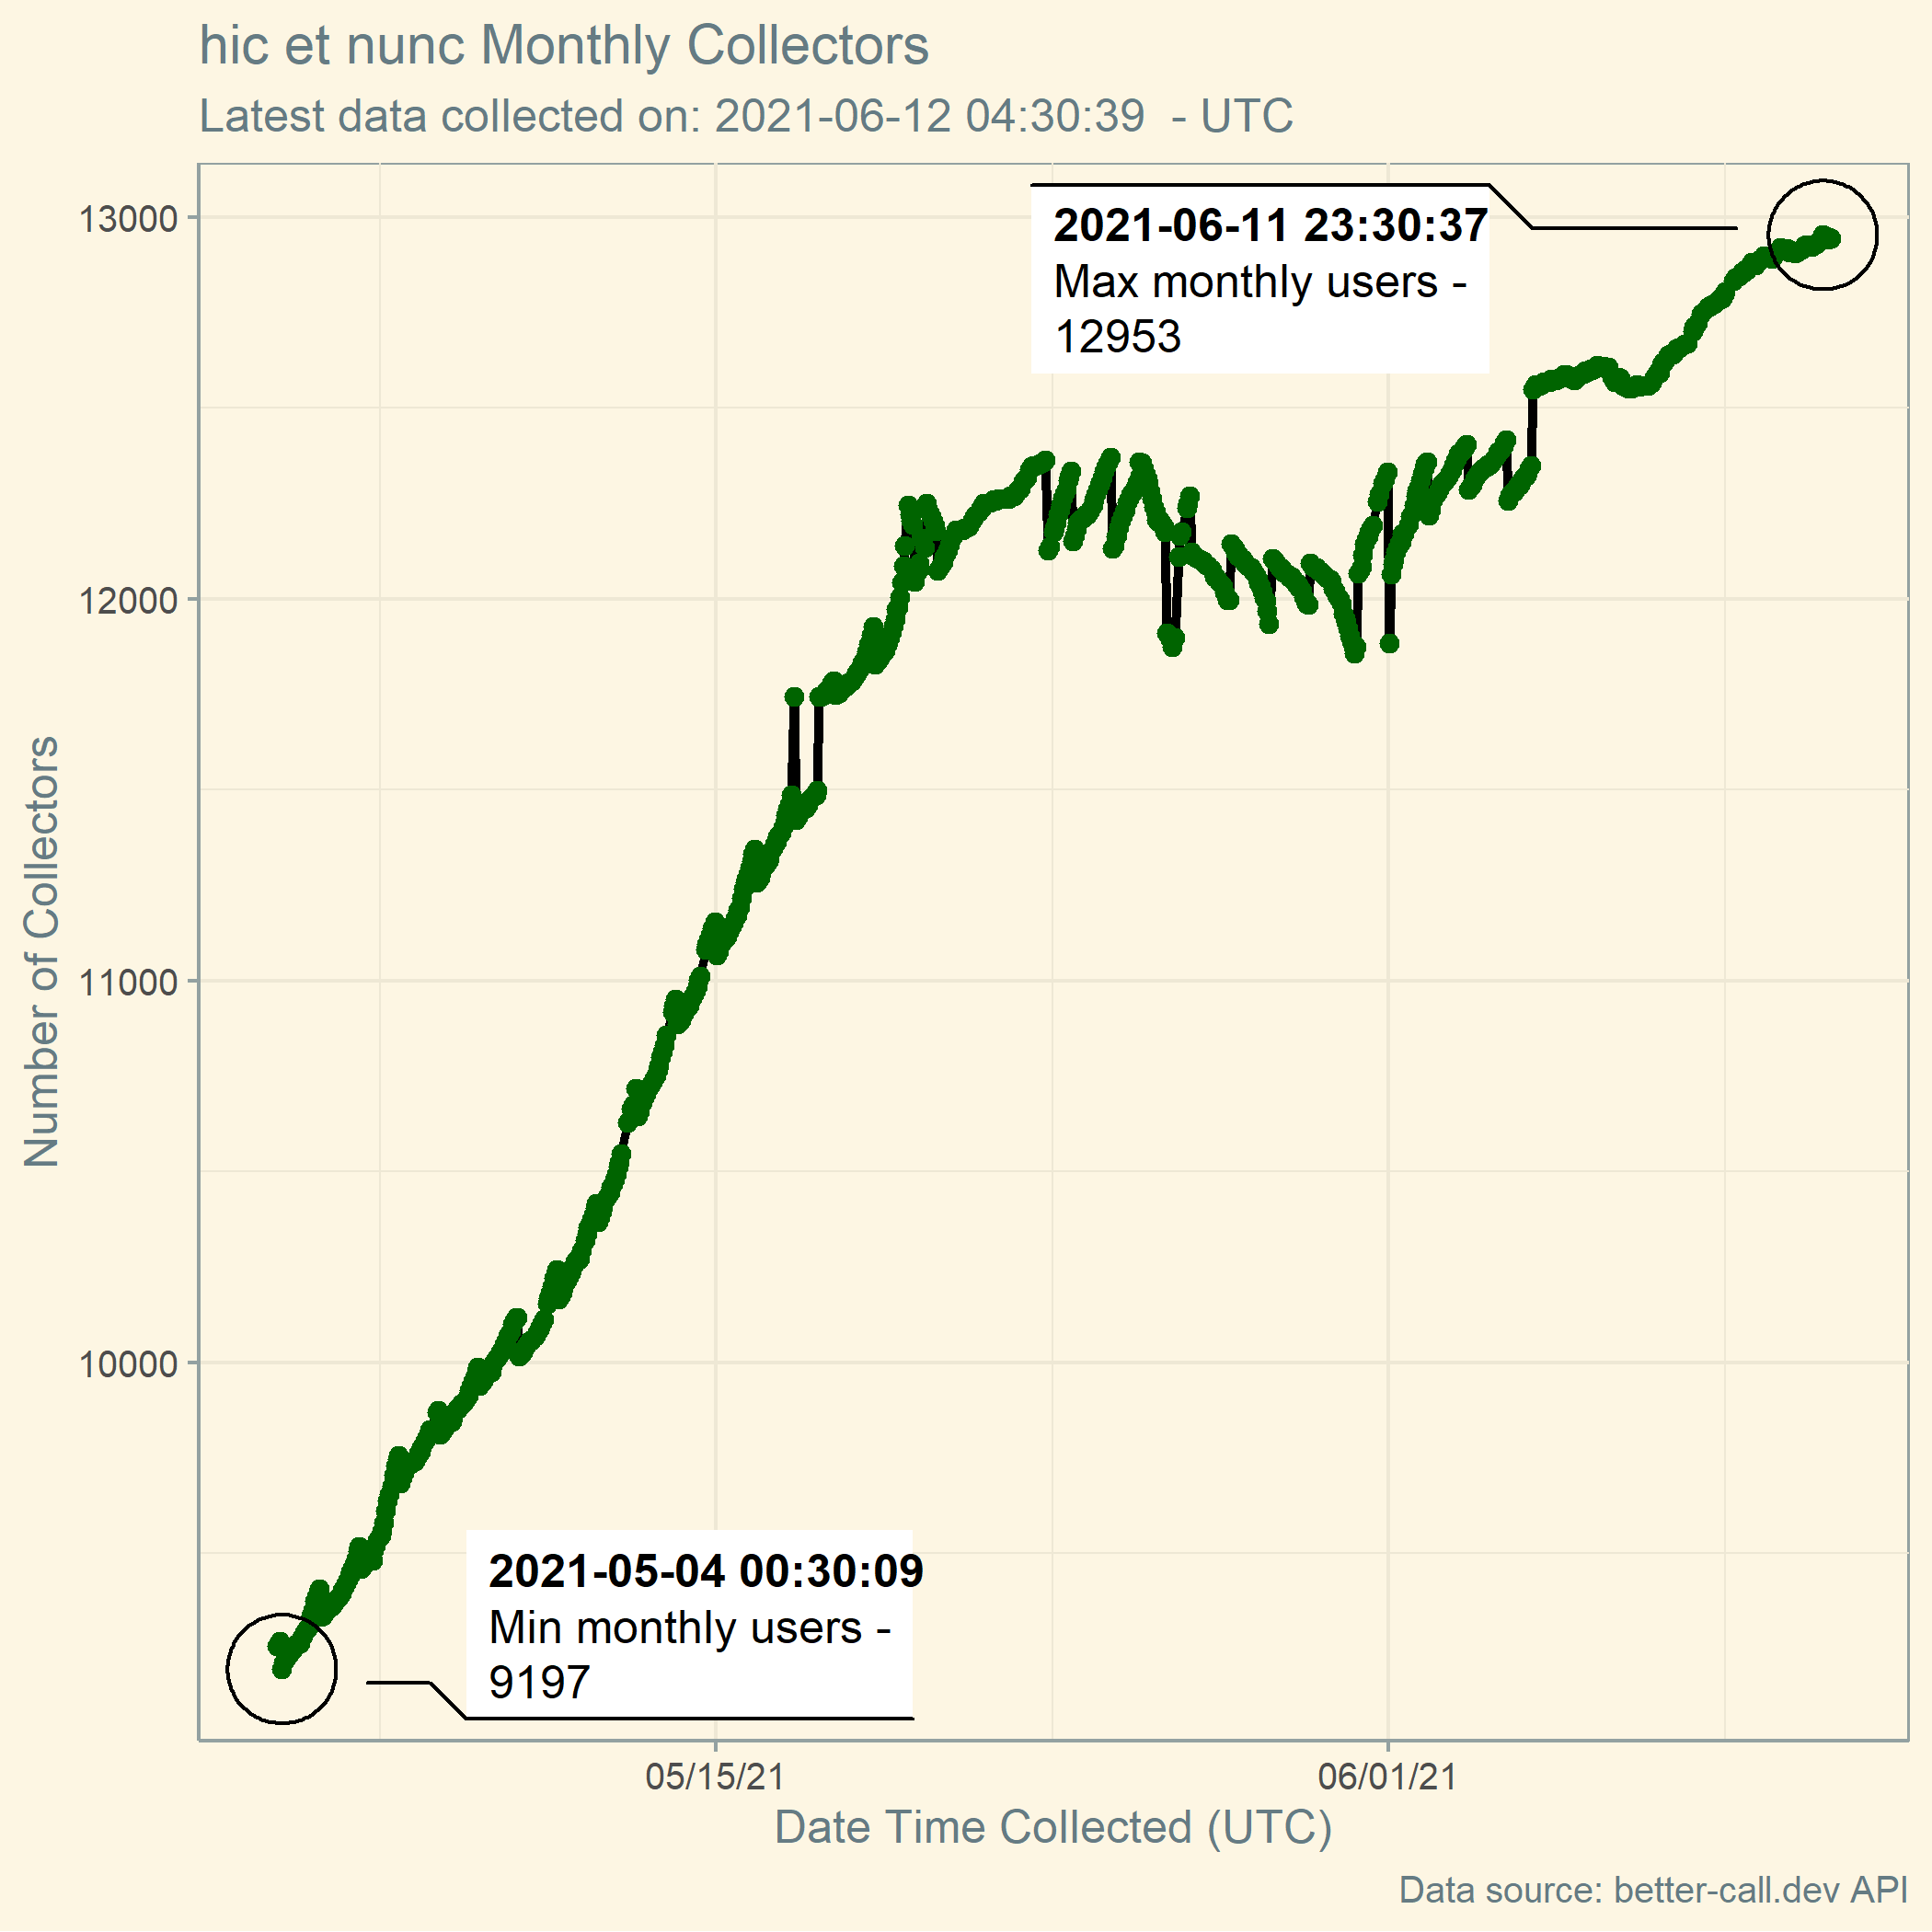 hic et nunc Monthly Collectors
Latest data collected on: 2021-06-12 04:30:39  - UTC
13000
12000
11000
10000
Number of Collectors
2021-06-11 23:30:37
Max monthly users -
12953
2021-05-04 00:30:09
Min monthly users -
9197
05/15/21
06/01/21
Date Time Collected (UTC)
Data source: better-call.dev API